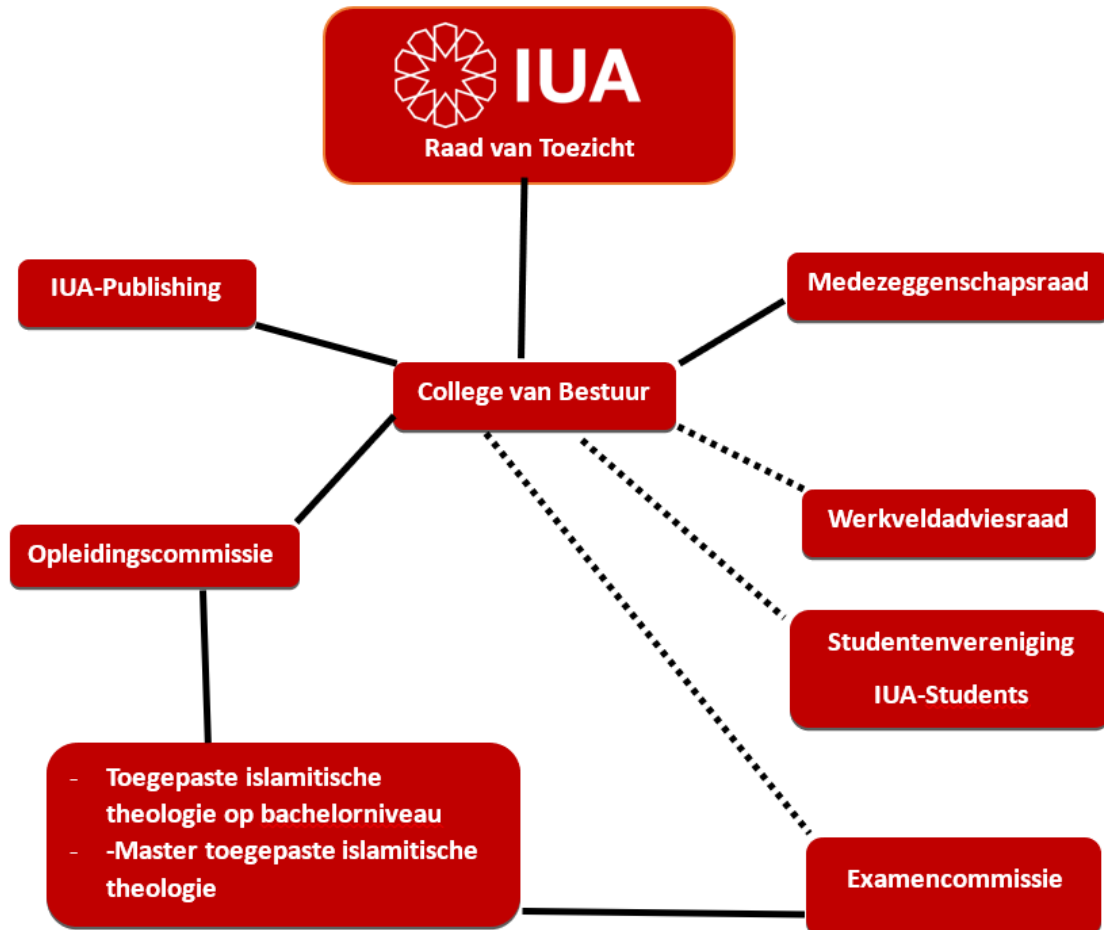 IUA
Raad van Toezicht
IUA-Publishing
Medezeggenschapsraad
College van Bestuur
Werkveldadviesraad
Opleidingscommissie
Studentenvereniging
IUA-Students
- Toegepaste islamitische
theologie op bachelorniveau
- -Master toegepaste islamitische
theologie
Examencommissie